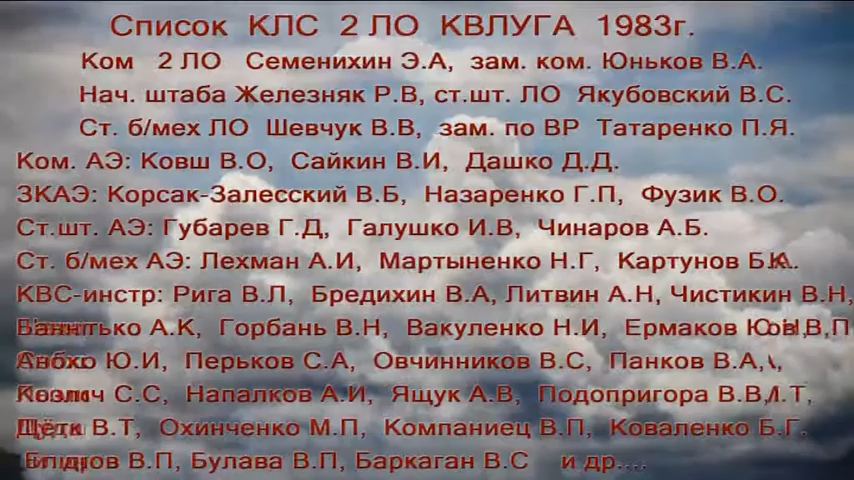 Список КЛС 2 ЛО КВЛУГА 1983г.
Ком 2 ЛО Семенихин Э.А, зам. ком. Юньков В.А.
Нач. штаба Железняк Р.В, ст.шт. ЛО Якубовский В.С.
Ст. б/мех ЛО Шевчук В.В, зам. по ВР Татаренко П.Я.
Ком. АЭ: Ковш В.О, Сайкин В.И, Дашко Д.Д.
ЗКАЭ: Корсак-Залесский В.Б, Назаренко Г.П, Фузик В.О.
Ст.шт. АЭ: Губарев Г.Д, Галушко И.В, Чинаров А.Б.
Ст. б/мех АЭ: Лехман А.И, Мартыненко Н.Г, Картунов
КВС-инстр: Рига В.Л, Бредихин В.А, Литвин А.Н, Чистикин В.Н,
А.К, Горбань В.Н, Вакуленко Н.И, Ермаков
Ю.И, Перьков С.А, Овчинников В.С, Панков В.А,
С.С, Напалков А.И, Ящук А.В, Подопригора
В.Т, Охинченко М.П, Компаниец В.П, Коваленко Б.Г.
В.П, Булава В.П, Баркаган В.С и др....